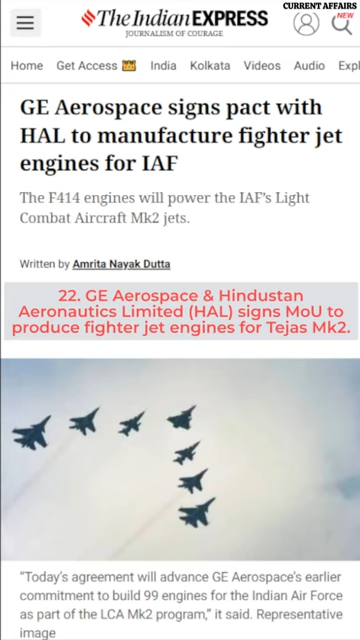 CURRENT AFFAIRS
The Indian EXPRESS
JOURNALISM OF COURAGE
NEW
Home Get Access India Kolkata Videos Audio Expl
GE Aerospace signs pact with
HAL to manufacture fighter jet
engines for IAF
The F414 engines will power the IAF's Light
Combat Aircraft Mk2 jets.
Written by Amrita Nayak Dutta
22. GE Aerospace & Hindustan
Aeronautics Limited (HAL) signs MoU to
produce fighter jet engines for Tejas Mk2.
"Today's agreement will advance GE Aerospace's earlier
commitment to build 99 engines for the Indian Air Force
as part of the LCA Mk2 program," it said. Representative
image